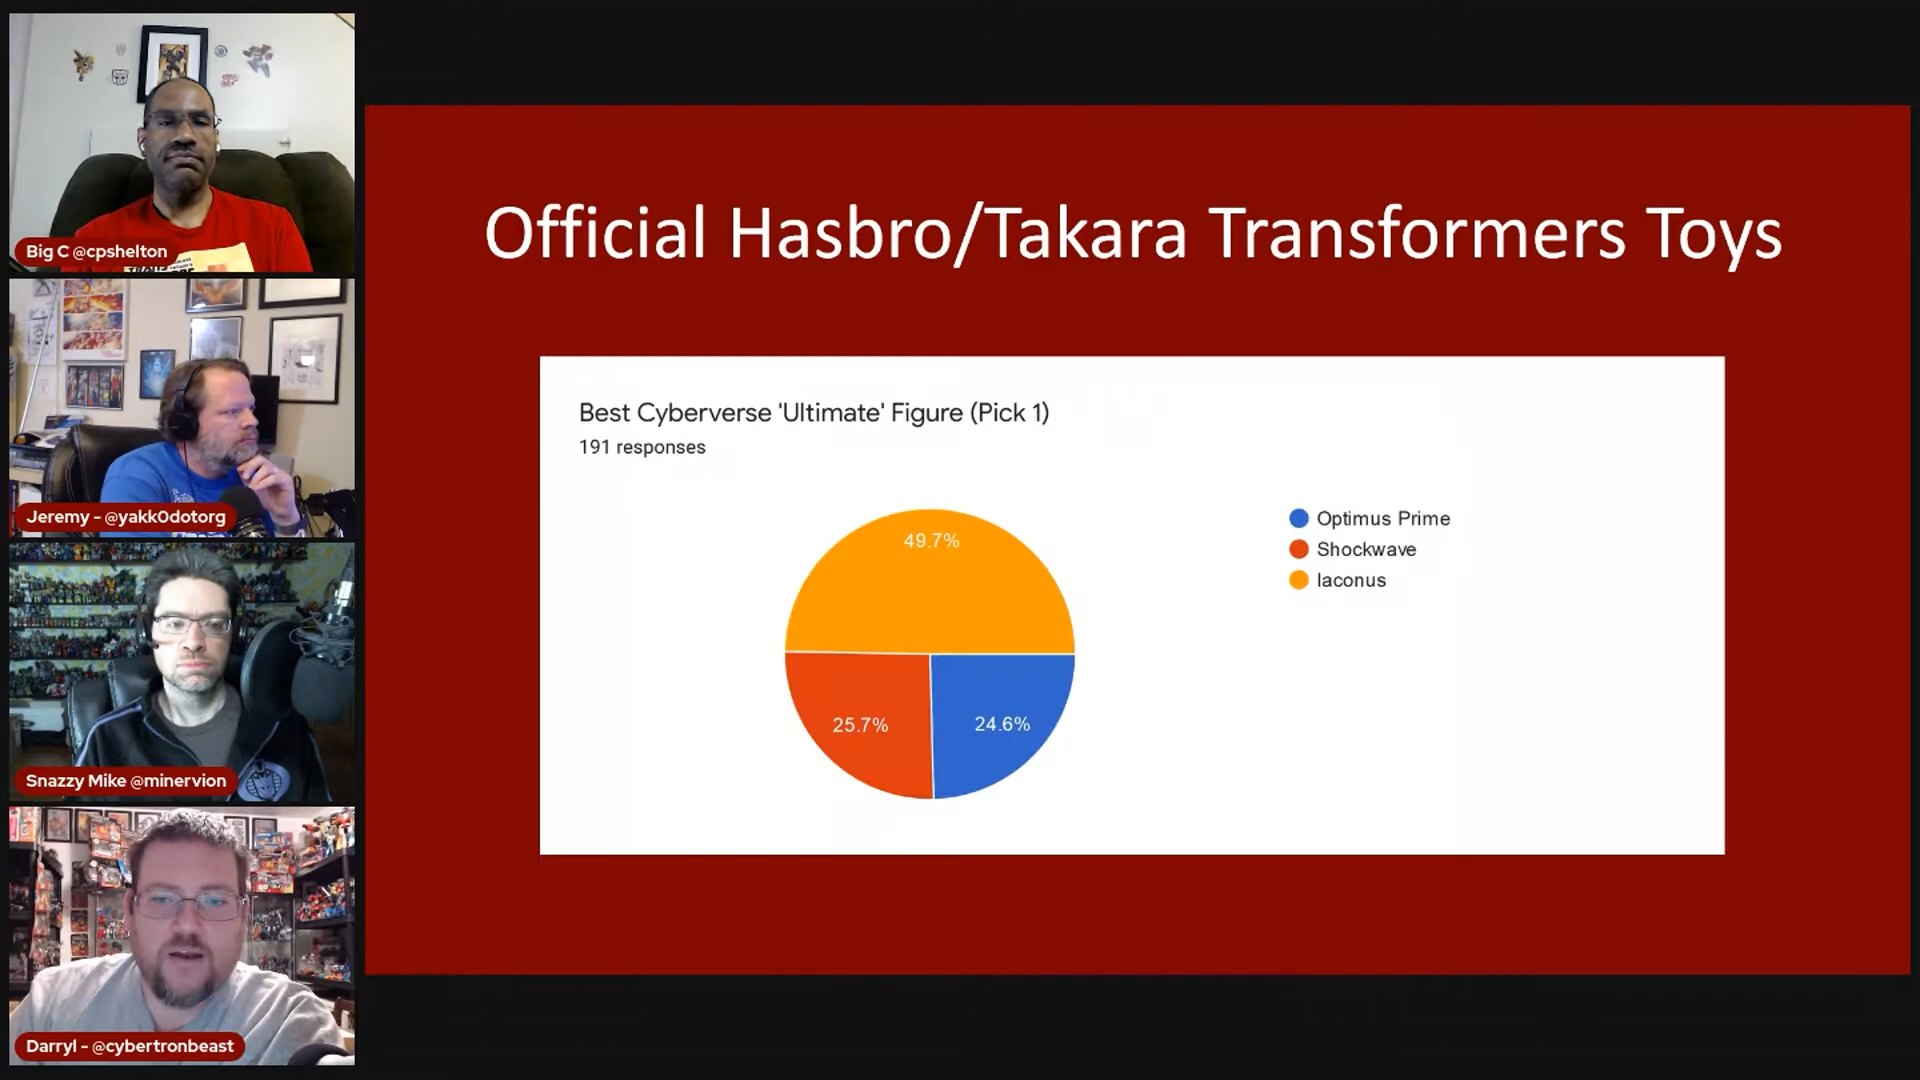 Big C @cpshelton
Jeremy - @yakk0dotorg
Snazzy Mike @minervion
Darryl - @cybertronbeast
Official Hasbro/Takara Transformers Toys
Best Cyberverse 'Ultimate' Figure (Pick 1)
191 responses
49.7%
25.7%
24.6%
Optimus Prime
Shockwave
Iaconus